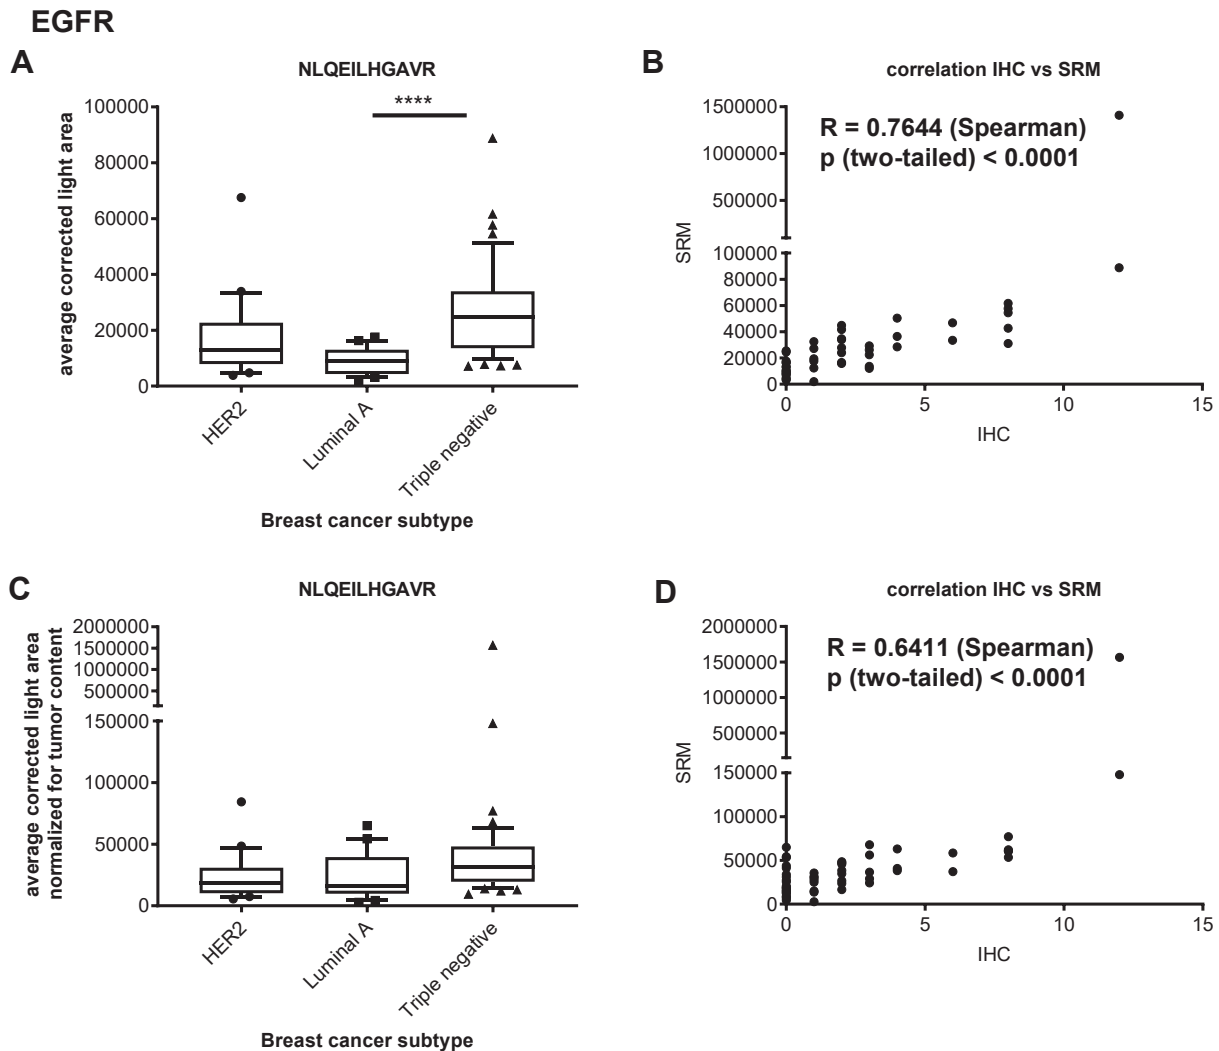 EGFR
A
NLQEILHGAVR
****
average corrected light area
100000
80000
60000
40000
20000
0
HER2
Luminal A
Triple negative
Breast cancer subtype
B
correlation IHC vs SRM
R = 0.7644 (Spearman)
p (two-tailed) < 0.0001
SRM
1500000
1000000
500000
100000
80000
60000
40000
20000
0
0
5
10
15
IHC
C
NLQEILHGAVR
average corrected light area
normalized for tumor content
2000000
1500000
1000000
500000
150000
100000
50000
0
HER2
Luminal A
Triple negative
Breast cancer subtype
D
correlation IHC vs SRM
R = 0.6411 (Spearman)
p (two-tailed) < 0.0001
SRM
2000000
1500000
1000000
500000
150000
100000
50000
0
0
5
10
15
IHC